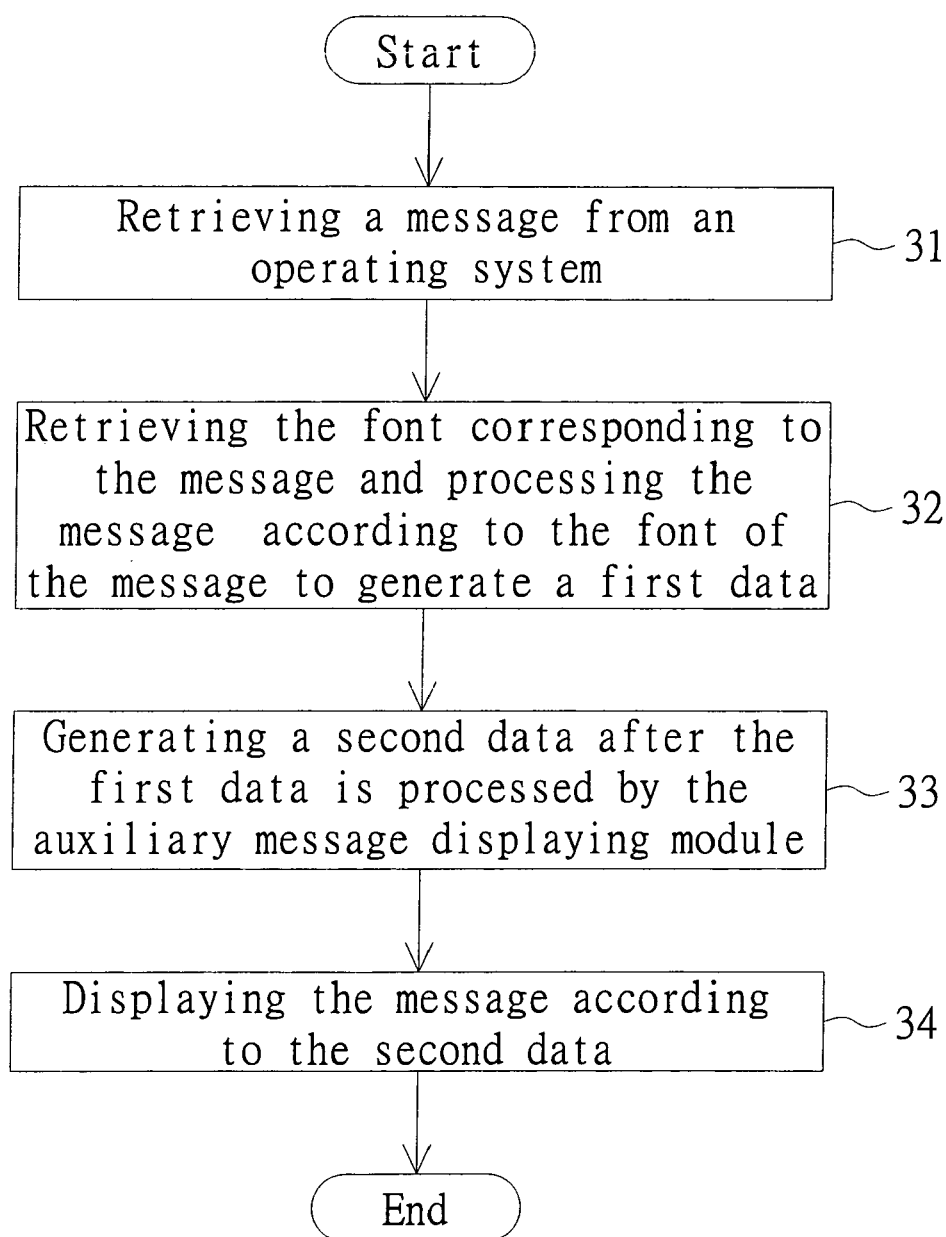 Start
Retrieving a message from an
operating system
31
Retrieving the font corresponding to
the message and processing the
message according to the font of
the message to generate a first data
32
Generating a second data after the
first data is processed by the
auxiliary message displaying module
33
Displaying the message according
to the second data
34
End